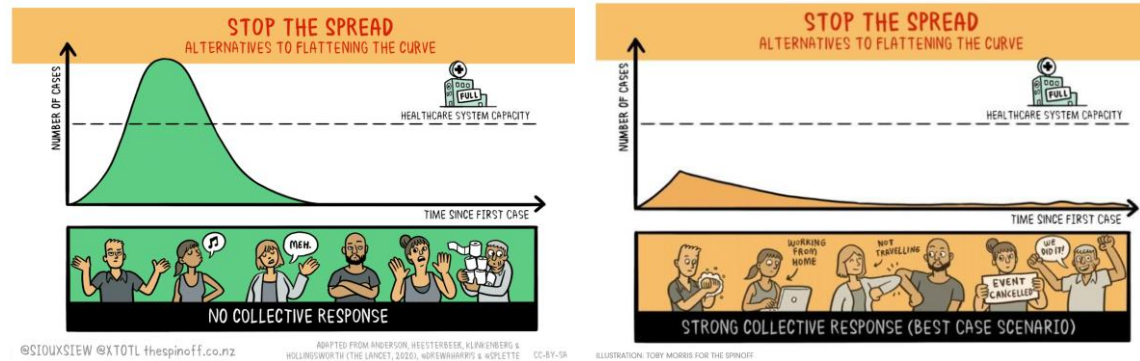 STOP THE SPREAD
ALTERNATIVES TO FLATTENING THE CURVE
NUMBER OF CASES
FULL
HEALTHCARE SYSTEM CAPACITY
TIME SINCE FIRST CASE
MEH.
NO COLLECTIVE RESPONSE
@SIOUXSIEW @XTOTL thespinoff.co.nz
ADAPTED FROM ANDERSON, HEESTERBEEK, KLINKENBERG &
HOLLINGSWORTH (THE LANCET, 2020), @DREWAHARRIS & @SPLETTE CC-BY-SA
STOP THE SPREAD
ALTERNATIVES TO FLATTENING THE CURVE
NUMBER OF CASES
FULL
HEALTHCARE SYSTEM CAPACITY
TIME SINCE FIRST CASE
WORKING
FROM
HOME
NOT
TRAVELLING
EVENT
CANCELLED
WE
DID IT!
STRONG COLLECTIVE RESPONSE (BEST CASE SCENARIO)
ILLUSTRATION: TOBY MORRIS FOR THE SPINOFF